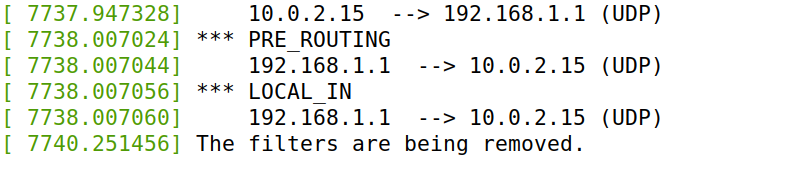 [ 7737.947328]     10.0.2.15  --> 192.168.1.1 (UDP)
[ 7738.007024] *** PRE_ROUTING
[ 7738.007044]     192.168.1.1  --> 10.0.2.15 (UDP)
[ 7738.007056] *** LOCAL_IN
[ 7738.007060]     192.168.1.1  --> 10.0.2.15 (UDP)
[ 7740.251456] The filters are being removed.